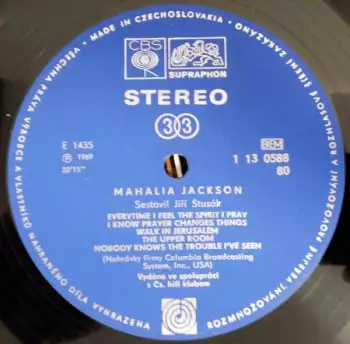 MADE IN CZECHOSLOVAKIA • VŠECHNA PRÁVA VÝROBCE A VLASTNÍKŮ NAHRANÉHO DÍLA VYHRAZENA
ROZMNOŽOVÁNÍ, VEŘEJNÉ PROVOZOVÁNÍ A ROZHLASOVÉ ŠÍŘENÍ ZAKÁZÁNO
CBS
SUPRAPHON
STEREO
33
E 1435
Ⓟ 1969
20'15"
1 13 0588
80
MAHALIA JACKSON
Sestavil Jiří Štusák
EVERYTIME I FEEL THE SPIRIT I PRAY
I KNOW PRAYER CHANGES THINGS
WALK IN JERUSALEM
THE UPPER ROOM
NOBODY KNOWS THE TROUBLE I'VE SEEN
(Nahrávky firmy Columbia Broadcasting
System, Inc., USA)
Vydáno ve spolupráci
s Čs. hifi klubem